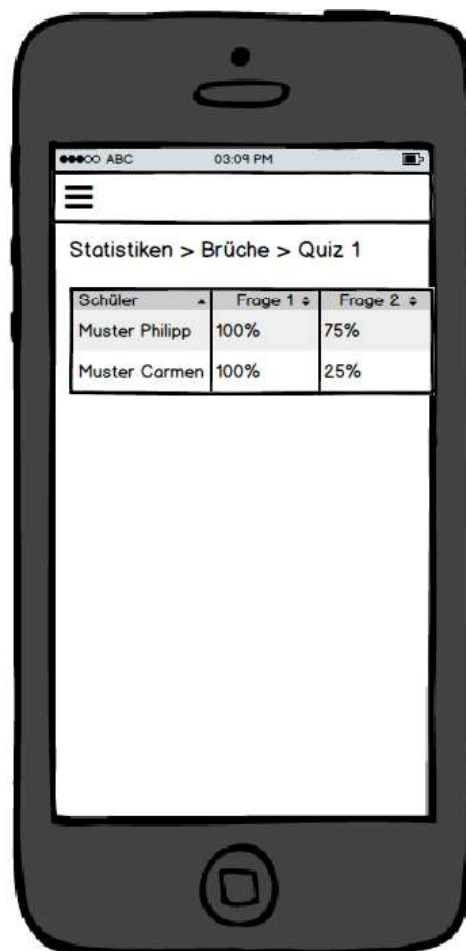 ABC 03:09 PM
Statistiken > Brüche > Quiz 1
Schüler Frage 1 Frage 2
Muster Philipp 100% 75%
Muster Carmen 100% 25%